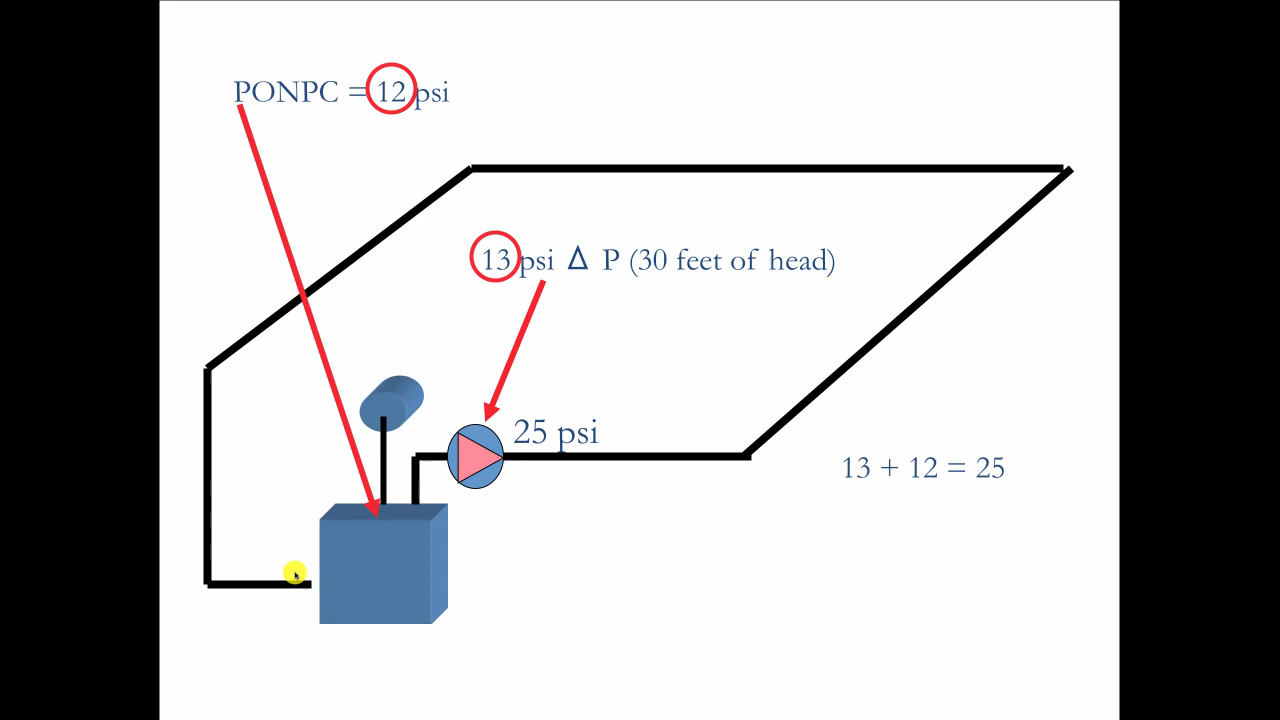 PONPC = 12 psi
13 psi Δ P (30 feet of head)
25 psi
13 + 12 = 25